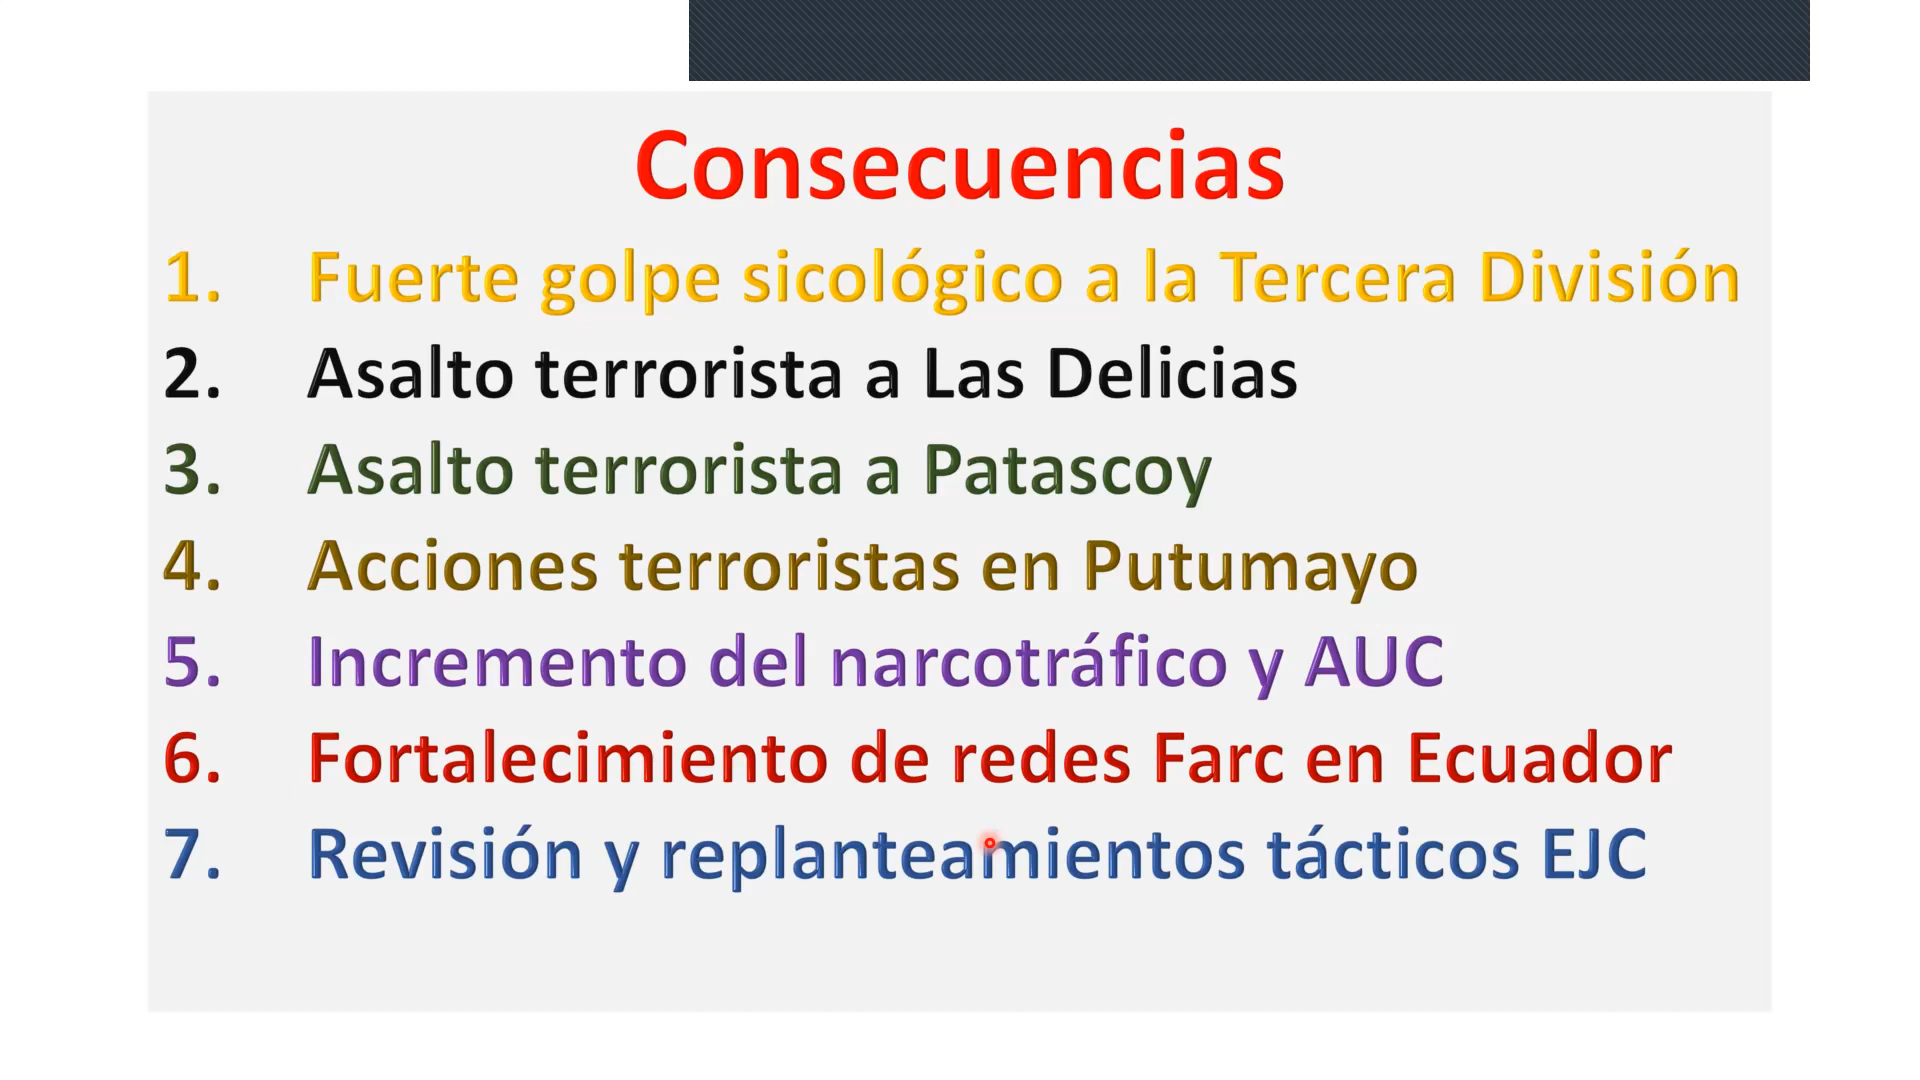 Consecuencias
1. Fuerte golpe sicológico a la Tercera División
2. Asalto terrorista a Las Delicias
3. Asalto terrorista a Patascoy
4. Acciones terroristas en Putumayo
5. Incremento del narcotráfico y AUC
6. Fortalecimiento de redes Farc en Ecuador
7. Revisión y replanteamientos tácticos EJC